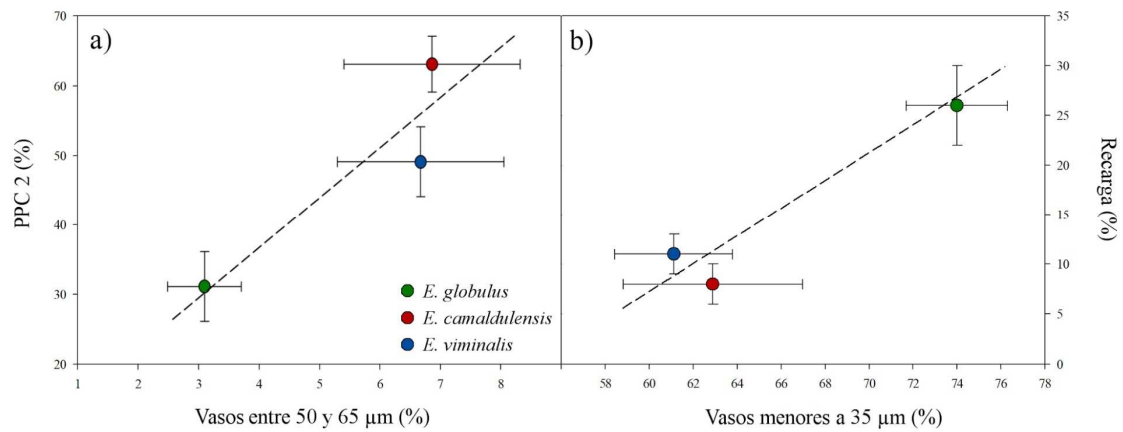 a)
PPC 2 (%)
70
60
50
40
30
20
1 2 3 4 5 6 7 8
Vasos entre 50 y 65 µm (%)
E. globulus
E. camaldulensis
E. viminalis
b)
58 60 62 64 66 68 70 72 74 76 78
Vasos menores a 35 µm (%)
35
30
25
20
15
10
5
0
Recarga (%)